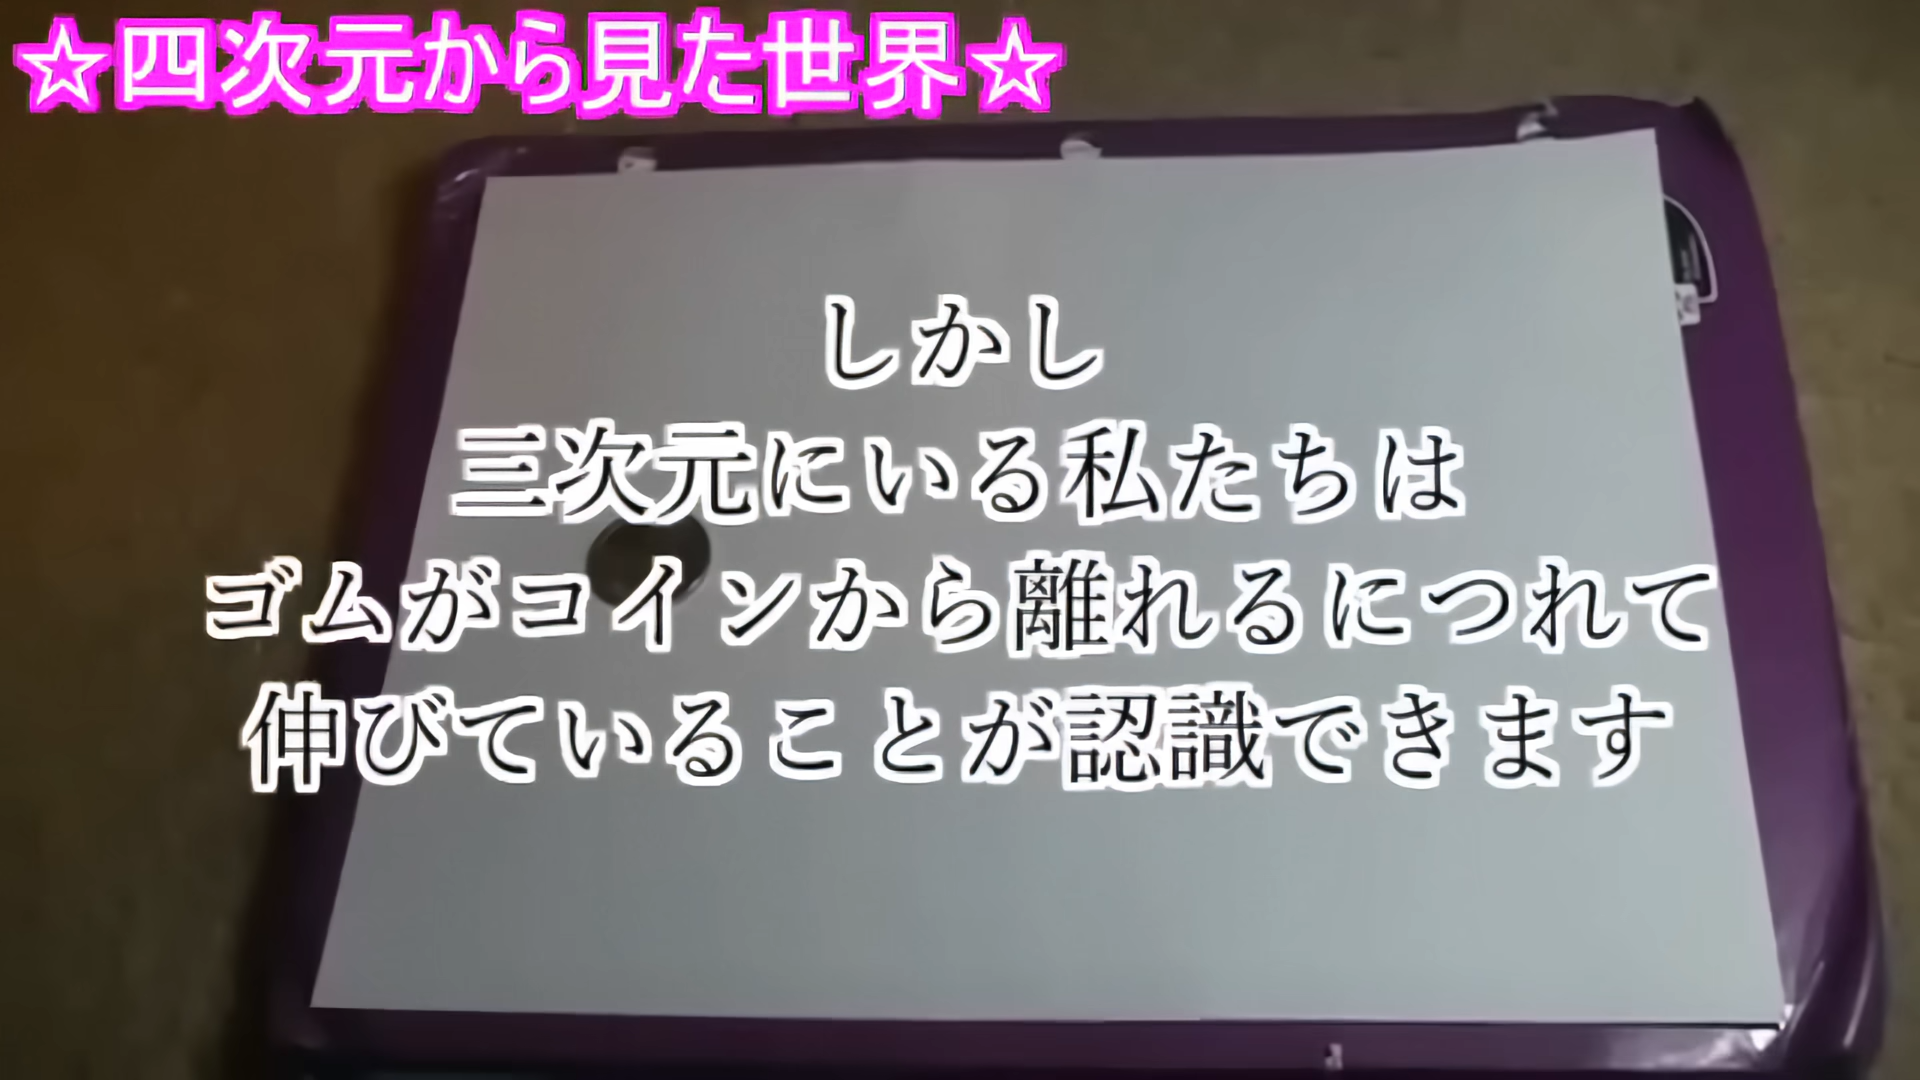 ☆四次元から見た世界☆
しかし
三次元にいる私たちは
ゴムがコインから離れるにつれて
伸びていることが認識できます